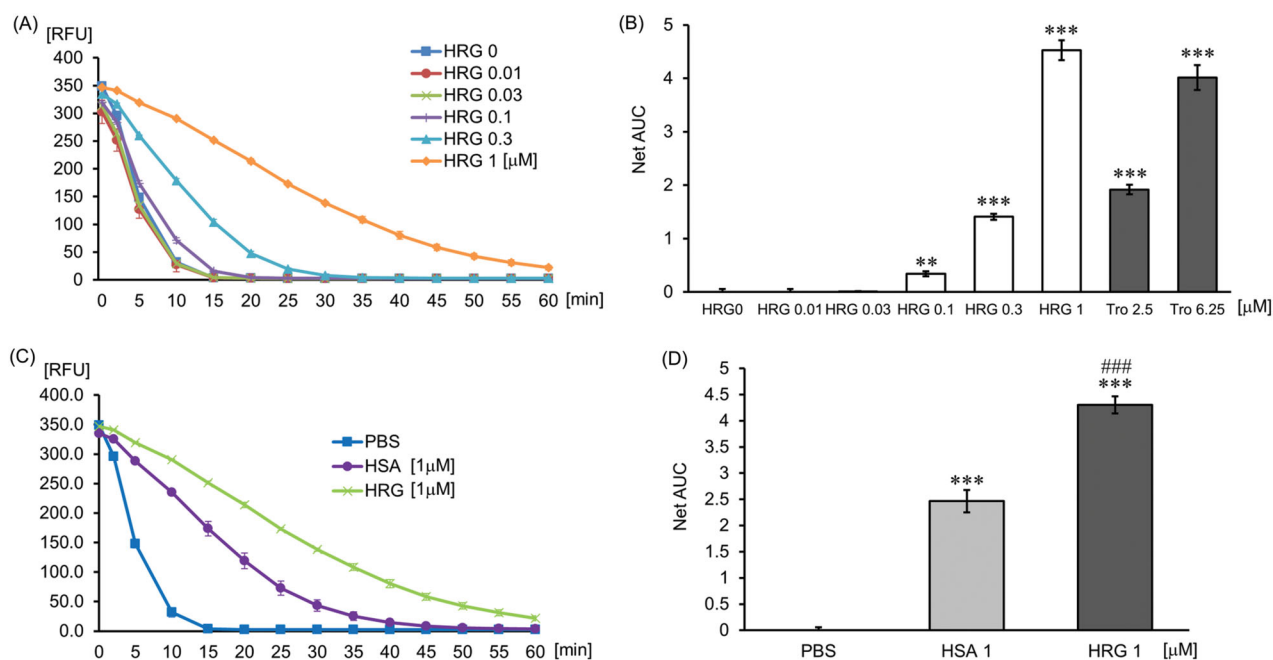 (A)
[RFU]
400
350
300
250
200
150
100
50
0
0 5 10 15 20 25 30 35 40 45 50 55 60 [min]
HRG 0
HRG 0.01
HRG 0.03
HRG 0.1
HRG 0.3
HRG 1 [μM]
(B)
Net AUC
5
4
3
2
1
0
**
***
***
***
***
HRG0 HRG 0.01 HRG 0.03 HRG 0.1 HRG 0.3 HRG 1 Tro 2.5 Tro 6.25 [μM]
(C)
[RFU]
400.0
350.0
300.0
250.0
200.0
150.0
100.0
50.0
0.0
0 5 10 15 20 25 30 35 40 45 50 55 60 [min]
PBS
HSA [1μM]
HRG [1μM]
(D)
Net AUC
5
4.5
4
3.5
3
2.5
2
1.5
1
0.5
0
***
###
***
PBS HSA 1 HRG 1 [μM]